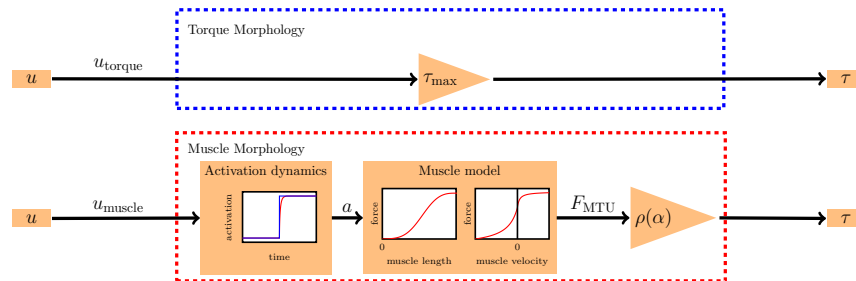 Torque Morphology
u
u_torque
τ_max
τ
Muscle Morphology
Activation dynamics
Muscle model
u
u_muscle
activation
time
a
force
0
muscle length
force
0
muscle velocity
F_MTU
ρ(α)
τ